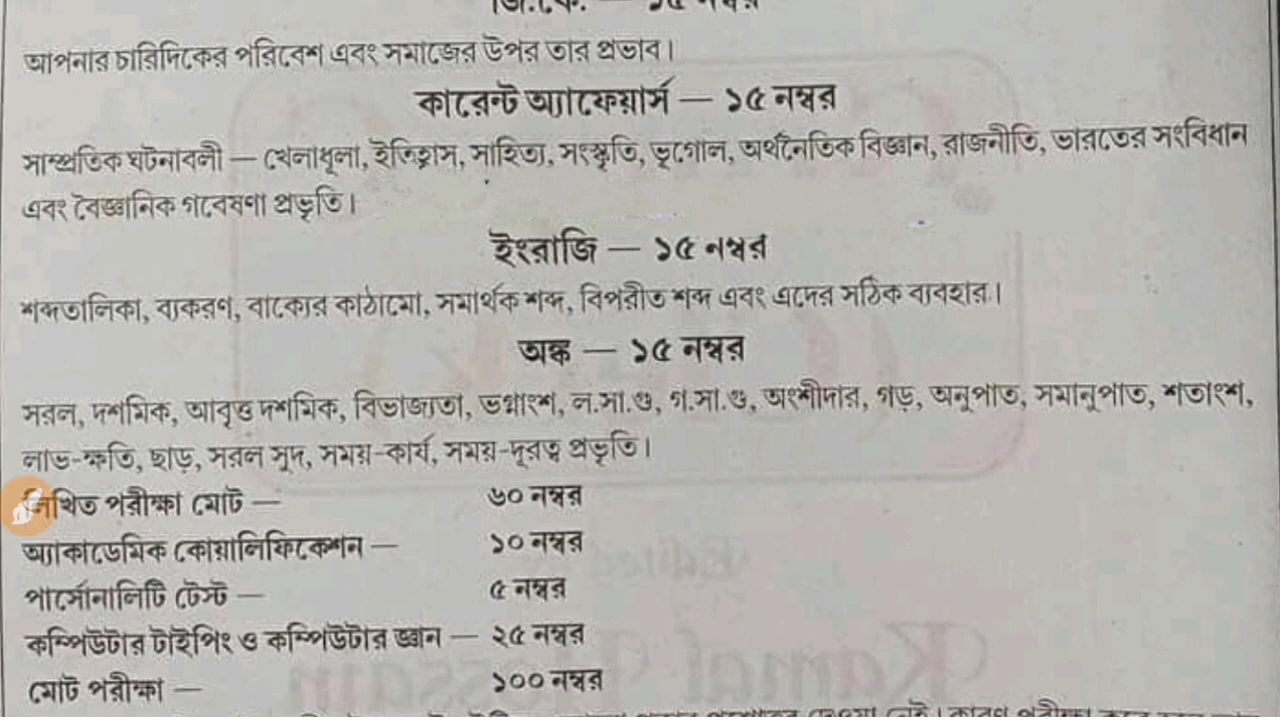 জি.কে. — ১৫ নম্বর
আপনার চারিদিকের পরিবেশ এবং সমাজের উপর তার প্রভাব।
কারেন্ট অ্যাফেয়ার্স — ১৫ নম্বর
সাম্প্রতিক ঘটনাবলী — খেলাধূলা, ইতিহাস, সাহিত্য, সংস্কৃতি, ভূগোল, অর্থনৈতিক বিজ্ঞান, রাজনীতি, ভারতের সংবিধান
এবং বৈজ্ঞানিক গবেষণা প্রভৃতি।
ইংরাজি — ১৫ নম্বর
শব্দতালিকা, ব্যকরণ, বাক্যের কাঠামো, সমার্থক শব্দ, বিপরীত শব্দ এবং এদের সঠিক ব্যবহার।
অঙ্ক — ১৫ নম্বর
সরল, দশমিক, আবৃত্ত দশমিক, বিভাজ্যতা, ভগ্নাংশ, ল.সা.গু, গ.সা.গু, অংশীদার, গড়, অনুপাত, সমানুপাত, শতাংশ,
লাভ-ক্ষতি, ছাড়, সরল সুদ, সময়-কার্য, সময়-দূরত্ব প্রভৃতি।
লিখিত পরীক্ষা মোট — ৬০ নম্বর
অ্যাকাডেমিক কোয়ালিফিকেশন — ১০ নম্বর
পার্সোনালিটি টেস্ট — ৫ নম্বর
কম্পিউটার টাইপিং ও কম্পিউটার জ্ঞান — ২৫ নম্বর
মোট পরীক্ষা — ১০০ নম্বর